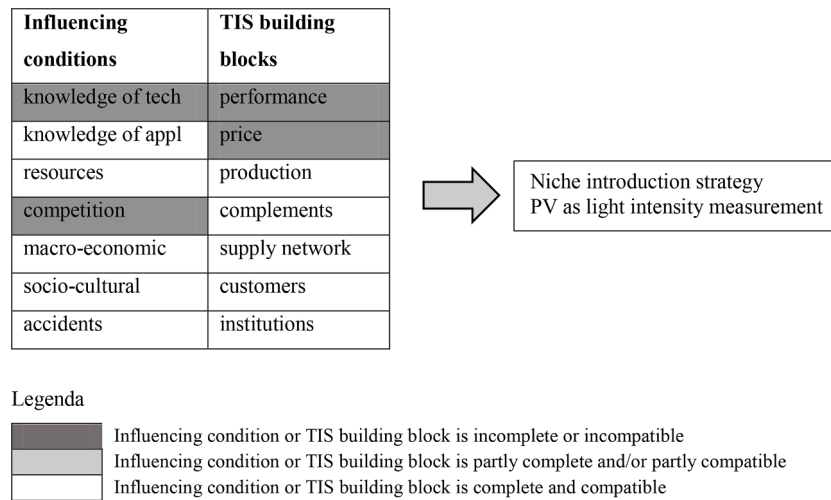 Influencing conditions TIS building blocks
knowledge of tech performance
knowledge of appl price
resources production
competition complements
macro-economic supply network
socio-cultural customers
accidents institutions
Niche introduction strategy
PV as light intensity measurement
Legenda
Influencing condition or TIS building block is incomplete or incompatible
Influencing condition or TIS building block is partly complete and/or partly compatible
Influencing condition or TIS building block is complete and compatible